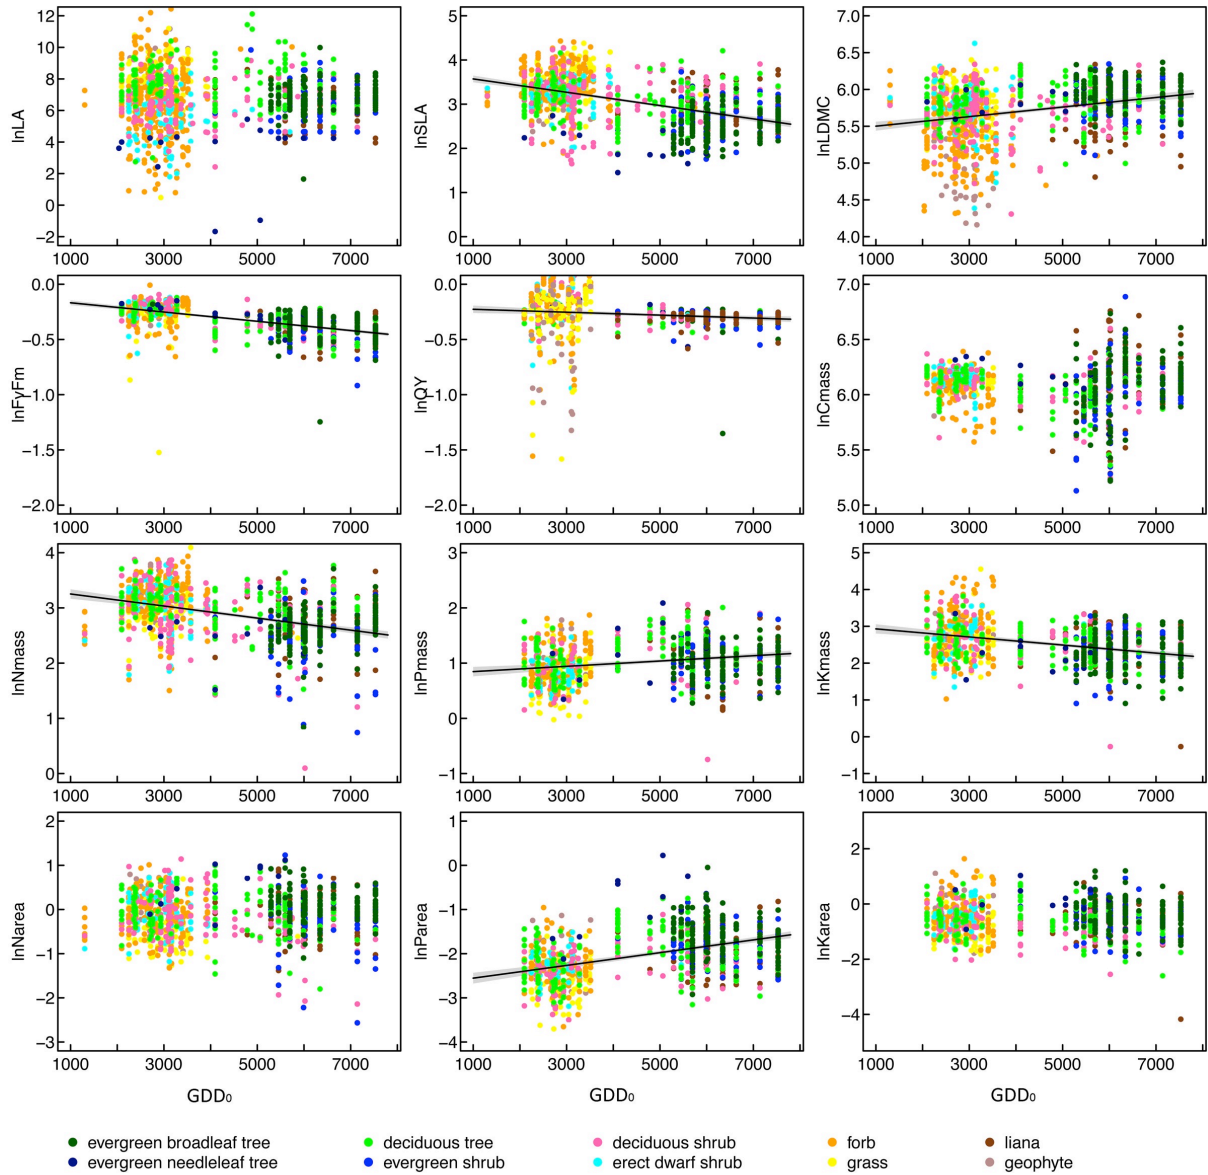 lnLA
12
10
8
6
4
2
0
−2
1000 3000 5000 7000
lnSLA
5
4
3
2
1
0
1000 3000 5000 7000
lnLDMC
7.0
6.5
6.0
5.5
5.0
4.5
4.0
1000 3000 5000 7000
lnFvFm
0.0
−0.5
−1.0
−1.5
−2.0
1000 3000 5000 7000
lnQY
0.0
−0.5
−1.0
−1.5
−2.0
1000 3000 5000 7000
lnCmass
7.0
6.5
6.0
5.5
5.0
1000 3000 5000 7000
lnNmass
4
3
2
1
0
1000 3000 5000 7000
lnPmass
3
2
1
0
−1
1000 3000 5000 7000
lnKmass
5
4
3
2
1
0
−1
1000 3000 5000 7000
lnNarea
2
1
0
−1
−2
−3
1000 3000 5000 7000
GDD₀
lnParea
1
0
−1
−2
−3
−4
1000 3000 5000 7000
GDD₀
lnKarea
2
0
−2
−4
1000 3000 5000 7000
GDD₀
evergreen broadleaf tree deciduous tree deciduous shrub forb liana
evergreen needleleaf tree evergreen shrub erect dwarf shrub grass geophyte